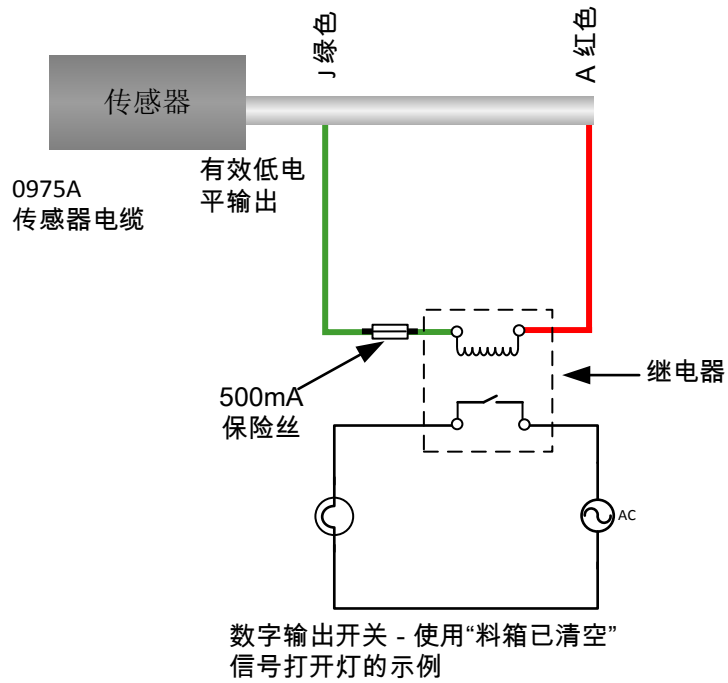 J 绿色
A 红色
传感器
0975A
传感器电缆
有效低电
平输出
500mA
保险丝
继电器
AC
数字输出开关 - 使用“料箱已清空”
信号打开灯的示例